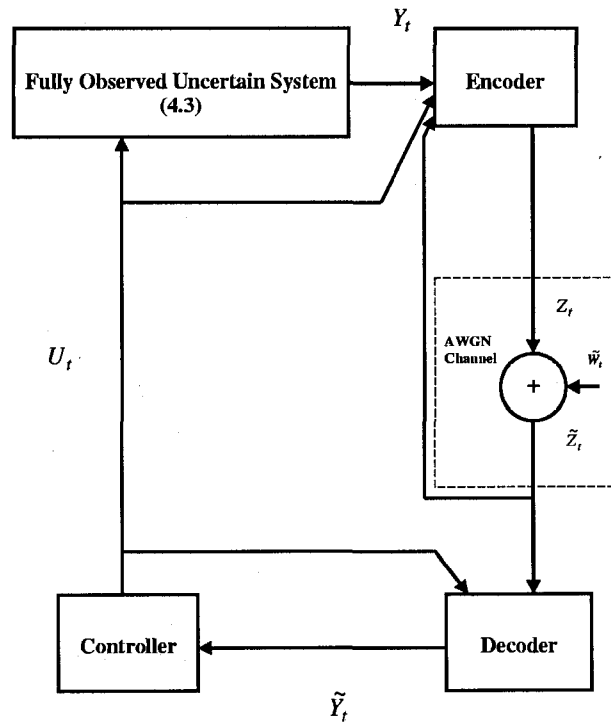 Y_t
Fully Observed Uncertain System
(4.3)
Encoder
Z_t
AWGN
Channel
+
w̃_t
Z̃_t
U_t
Controller
Decoder
Ỹ_t